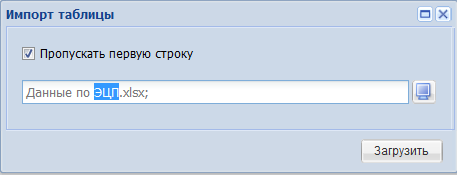 Импорт таблицы
Пропускать первую строку
Данные по ЭЦП.xlsx;
Загрузить